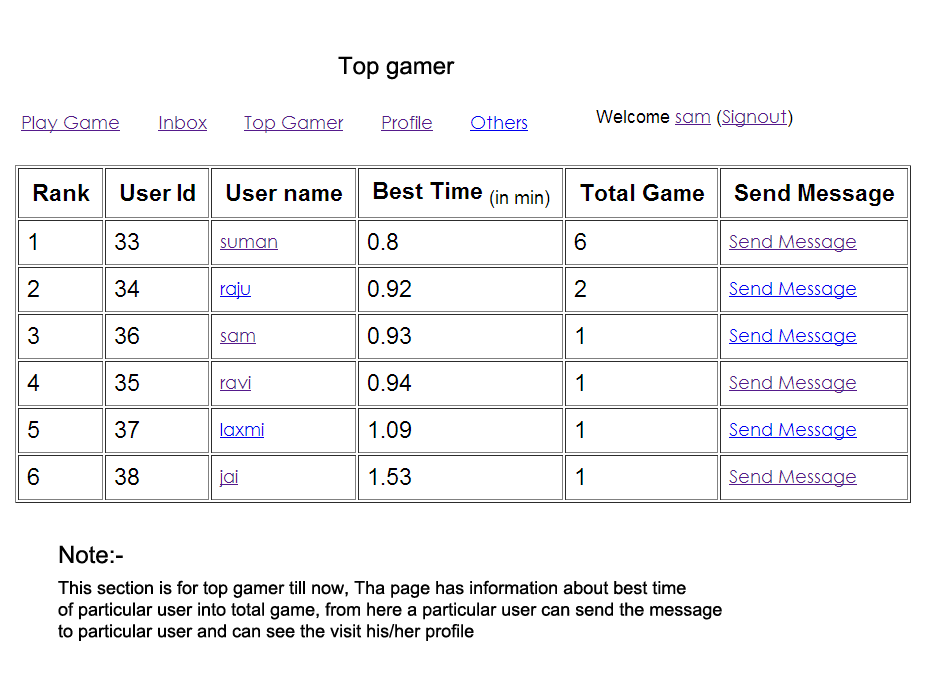 Top gamer
Play Game Inbox Top Gamer Profile Others Welcome sam (Signout)
Rank User Id User name Best Time (in min) Total Game Send Message
1 33 suman 0.8 6 Send Message
2 34 raju 0.92 2 Send Message
3 36 sam 0.93 1 Send Message
4 35 ravi 0.94 1 Send Message
5 37 laxmi 1.09 1 Send Message
6 38 jai 1.53 1 Send Message
Note:-
This section is for top gamer till now, Tha page has information about best time
of particular user into total game, from here a particular user can send the message
to particular user and can see the visit his/her profile